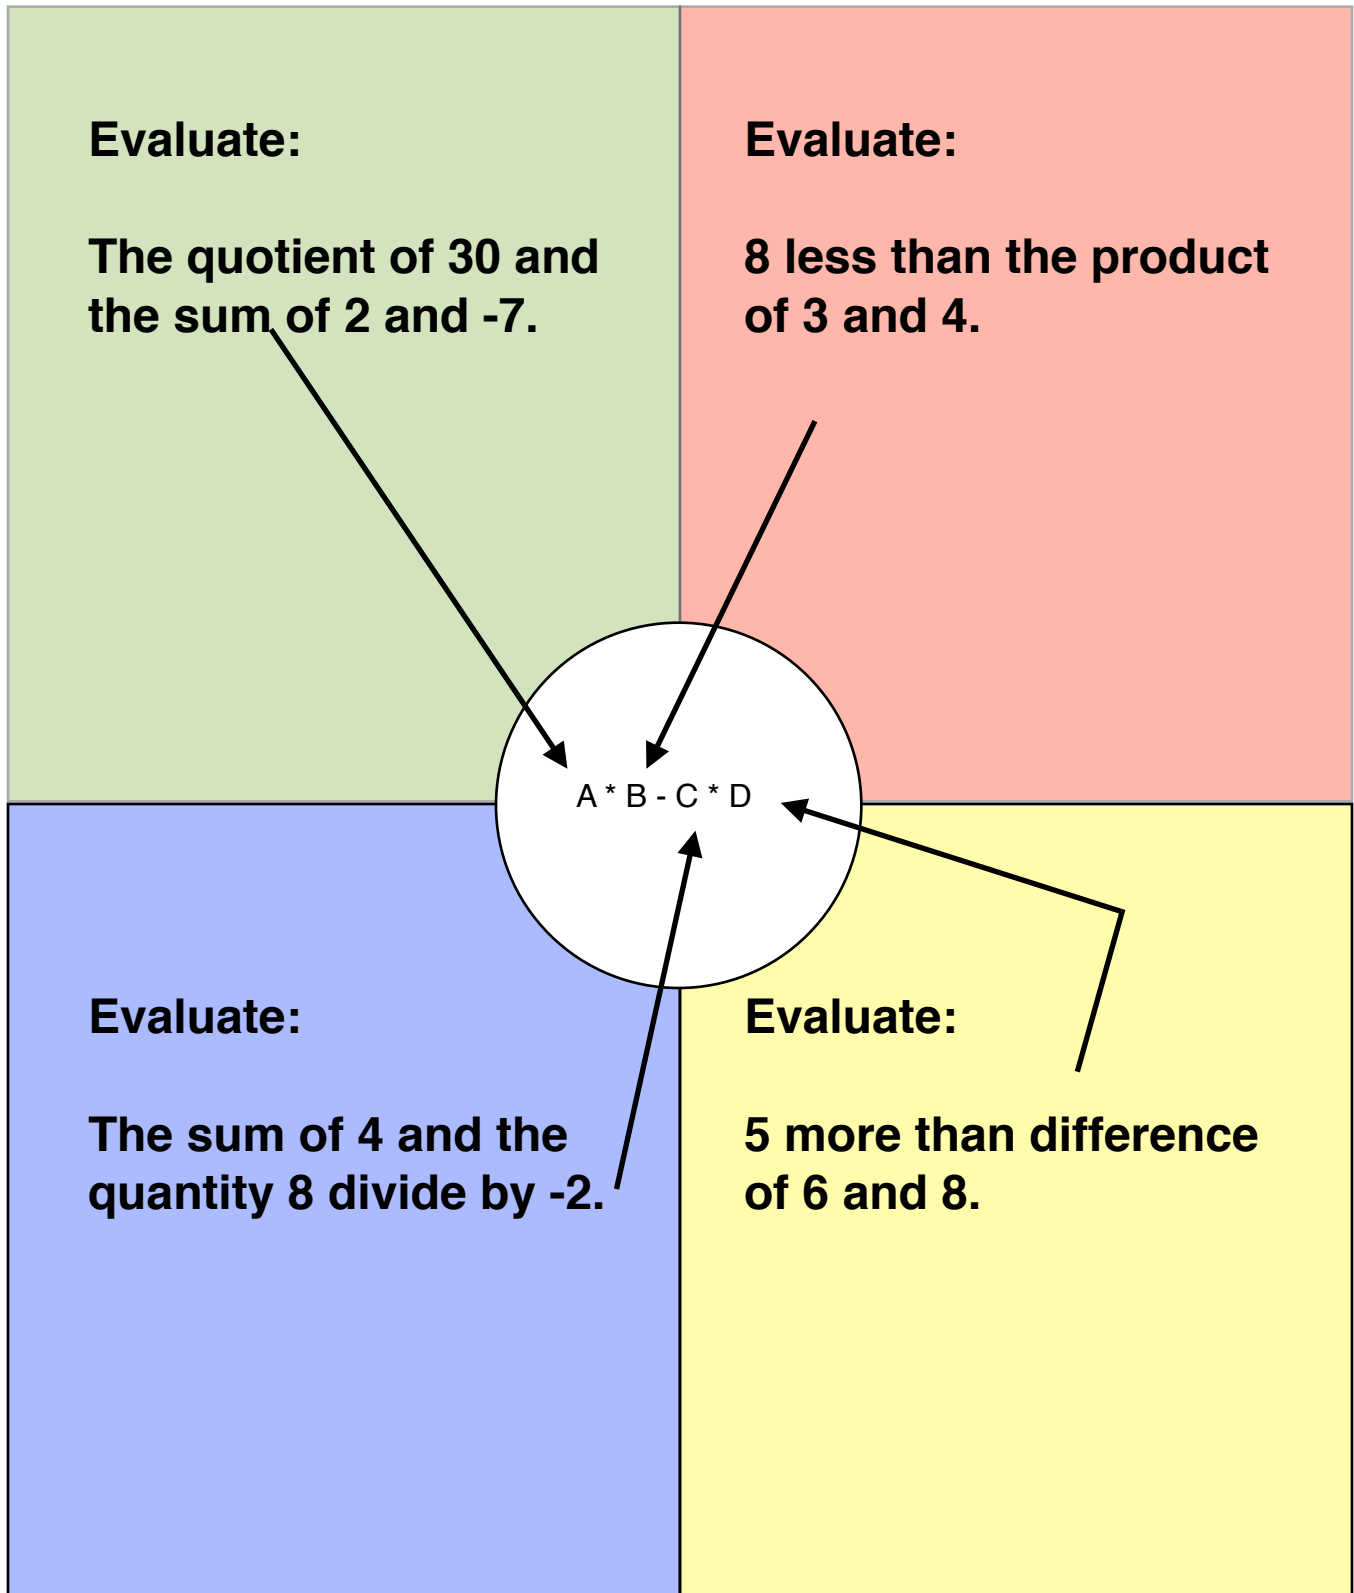 Evaluate:
The quotient of 30 and
the sum of 2 and -7.
Evaluate:
8 less than the product
of 3 and 4.
A * B - C * D
Evaluate:
The sum of 4 and the
quantity 8 divide by -2.
Evaluate:
5 more than difference
of 6 and 8.